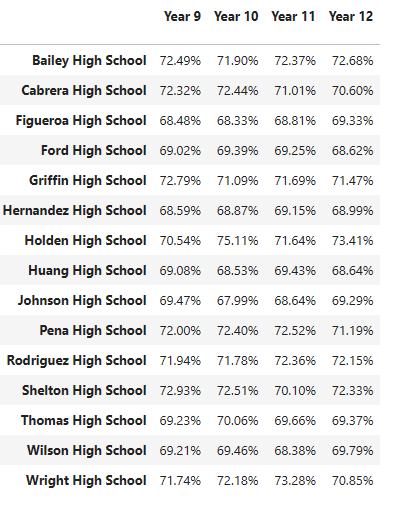 Year 9 Year 10 Year 11 Year 12
Bailey High School 72.49% 71.90% 72.37% 72.68%
Cabrera High School 72.32% 72.44% 71.01% 70.60%
Figueroa High School 68.48% 68.33% 68.81% 69.33%
Ford High School 69.02% 69.39% 69.25% 68.62%
Griffin High School 72.79% 71.09% 71.69% 71.47%
Hernandez High School 68.59% 68.87% 69.15% 68.99%
Holden High School 70.54% 75.11% 71.64% 73.41%
Huang High School 69.08% 68.53% 69.43% 68.64%
Johnson High School 69.47% 67.99% 68.64% 69.29%
Pena High School 72.00% 72.40% 72.52% 71.19%
Rodriguez High School 71.94% 71.78% 72.36% 72.15%
Shelton High School 72.93% 72.51% 70.10% 72.33%
Thomas High School 69.23% 70.06% 69.66% 69.37%
Wilson High School 69.21% 69.46% 68.38% 69.79%
Wright High School 71.74% 72.18% 73.28% 70.85%